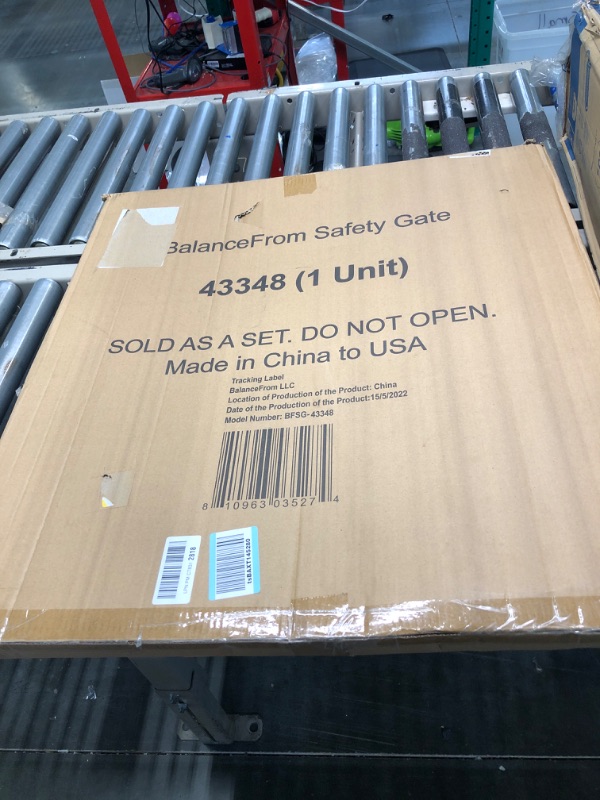 BalanceFrom Safety Gate
43348 (1 Unit)
SOLD AS A SET. DO NOT OPEN.
Made in China to USA
Tracking Label
BalanceFrom LLC
Location of Production of the Product: China
Date of the Production of the Product:15/5/2022
Model Number: BFSG-43348
8 10963 03527 4
2818